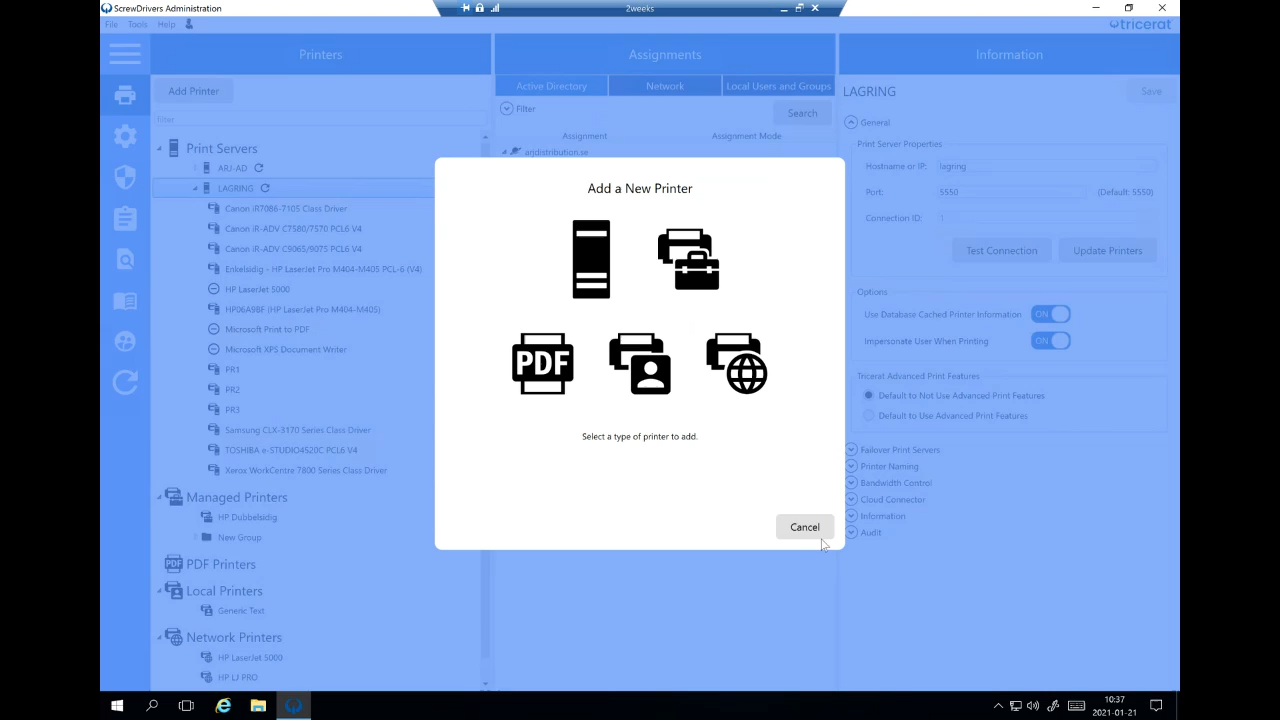 ScrewDrivers Administration
2weeks
File Tools Help
tricerat
Printers
Assignments
Information
Add Printer
filter
Print Servers
ARJ-AD
LAGRING
Canon iR7086-7105 Class Driver
Canon iR-ADV C7580/7570 PCL6 V4
Canon iR-ADV C9065/9075 PCL6 V4
Enkelsidig - HP LaserJet Pro M404-M405 PCL-6 (V4)
HP LaserJet 5000
HP06A9BF (HP LaserJet Pro M404-M405)
Microsoft Print to PDF
Microsoft XPS Document Writer
PR1
PR2
PR3
Samsung CLX-3170 Series Class Driver
TOSHIBA e-STUDIO4520C PCL6 V4
Xerox WorkCentre 7800 Series Class Driver
Managed Printers
HP Dubbelsidig
New Group
PDF Printers
Local Printers
Generic Text
Network Printers
HP LaserJet 5000
HP LJ PRO
Active Directory Network Local Users and Groups
Filter
Search
Assignment Assignment Mode
arjdistribution.se
Add a New Printer
PDF
Select a type of printer to add.
Cancel
LAGRING
Save
General
Print Server Properties
Hostname or IP: lagring
Port: 5550 (Default: 5550)
Connection ID: 1
Test Connection Update Printers
Options
Use Database Cached Printer Information ON
Impersonate User When Printing ON
Tricerat Advanced Print Features
Default to Not Use Advanced Print Features
Default to Use Advanced Print Features
Failover Print Servers
Printer Naming
Bandwidth Control
Cloud Connector
Information
Audit
10:37
2021-01-21